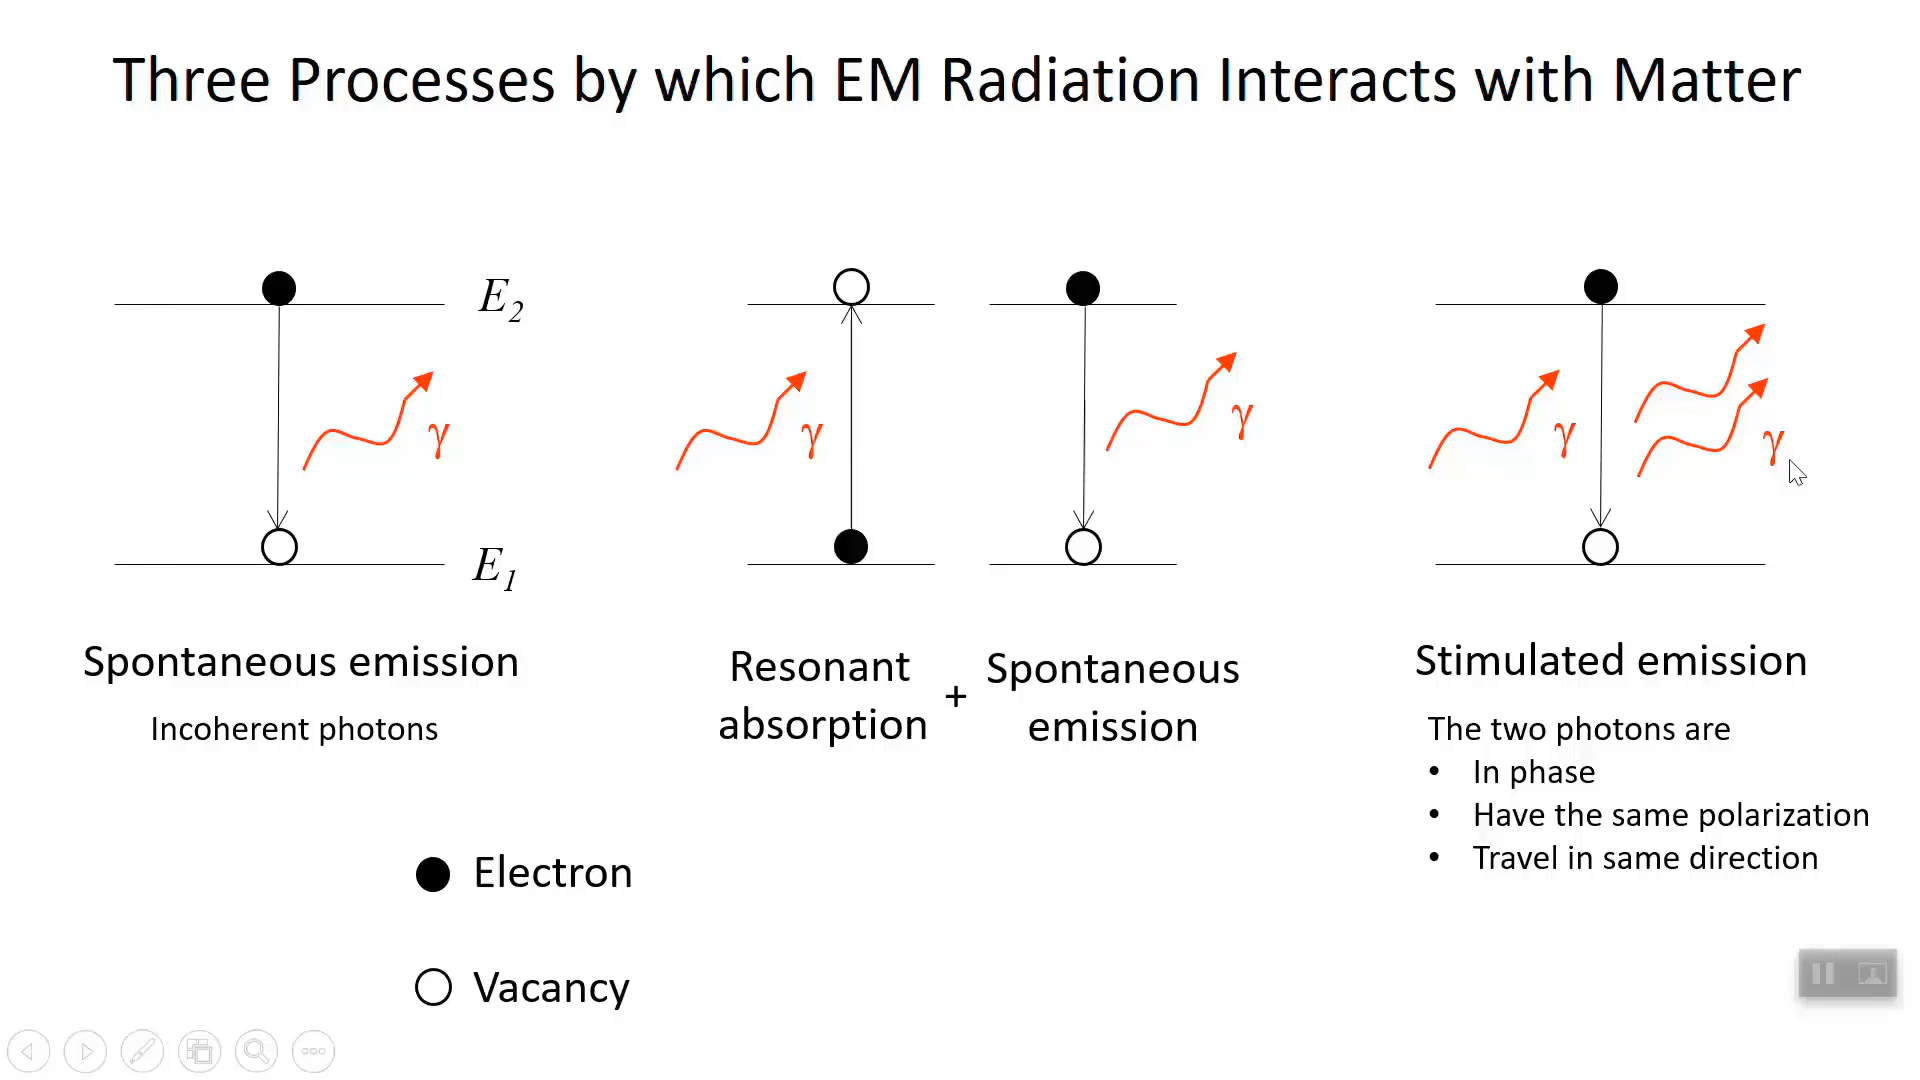 Three Processes by which EM Radiation Interacts with Matter
E2
γ
γ
γ
γ
γ
E1
Spontaneous emission
Incoherent photons
Resonant
absorption
+
Spontaneous
emission
Stimulated emission
The two photons are
• In phase
• Have the same polarization
• Travel in same direction
Electron
Vacancy